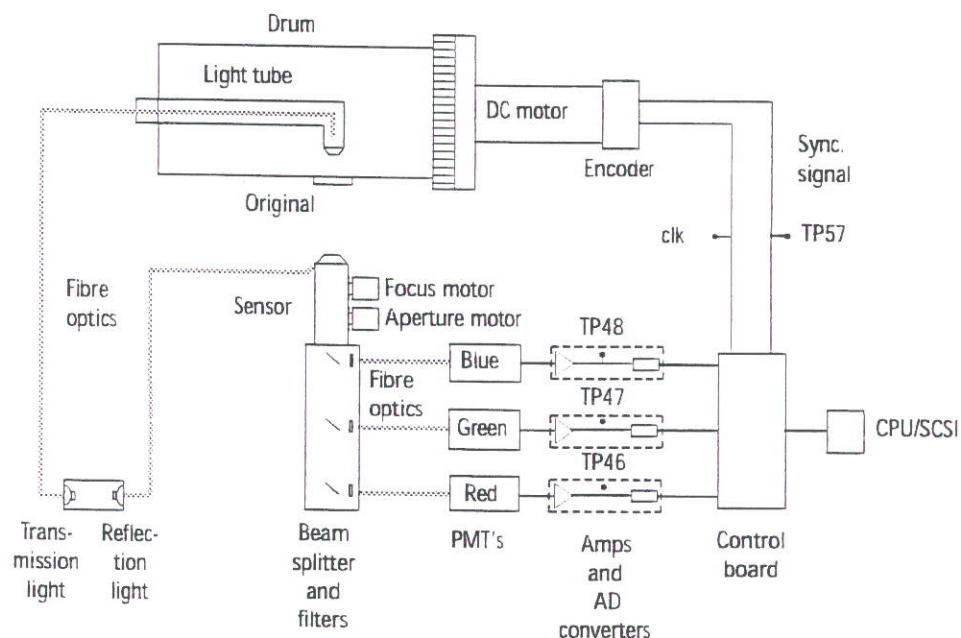 Drum
Light tube
DC motor
Encoder
Sync.
signal
Original
clk
TP57
Fibre
optics
Sensor
Focus motor
Aperture motor
TP48
Blue
Fibre
optics
TP47
Green
CPU/SCSI
TP46
Red
Trans-
mission
light
Reflec-
tion
light
Beam
splitter
and
filters
PMT's
Amps
and
AD
converters
Control
board